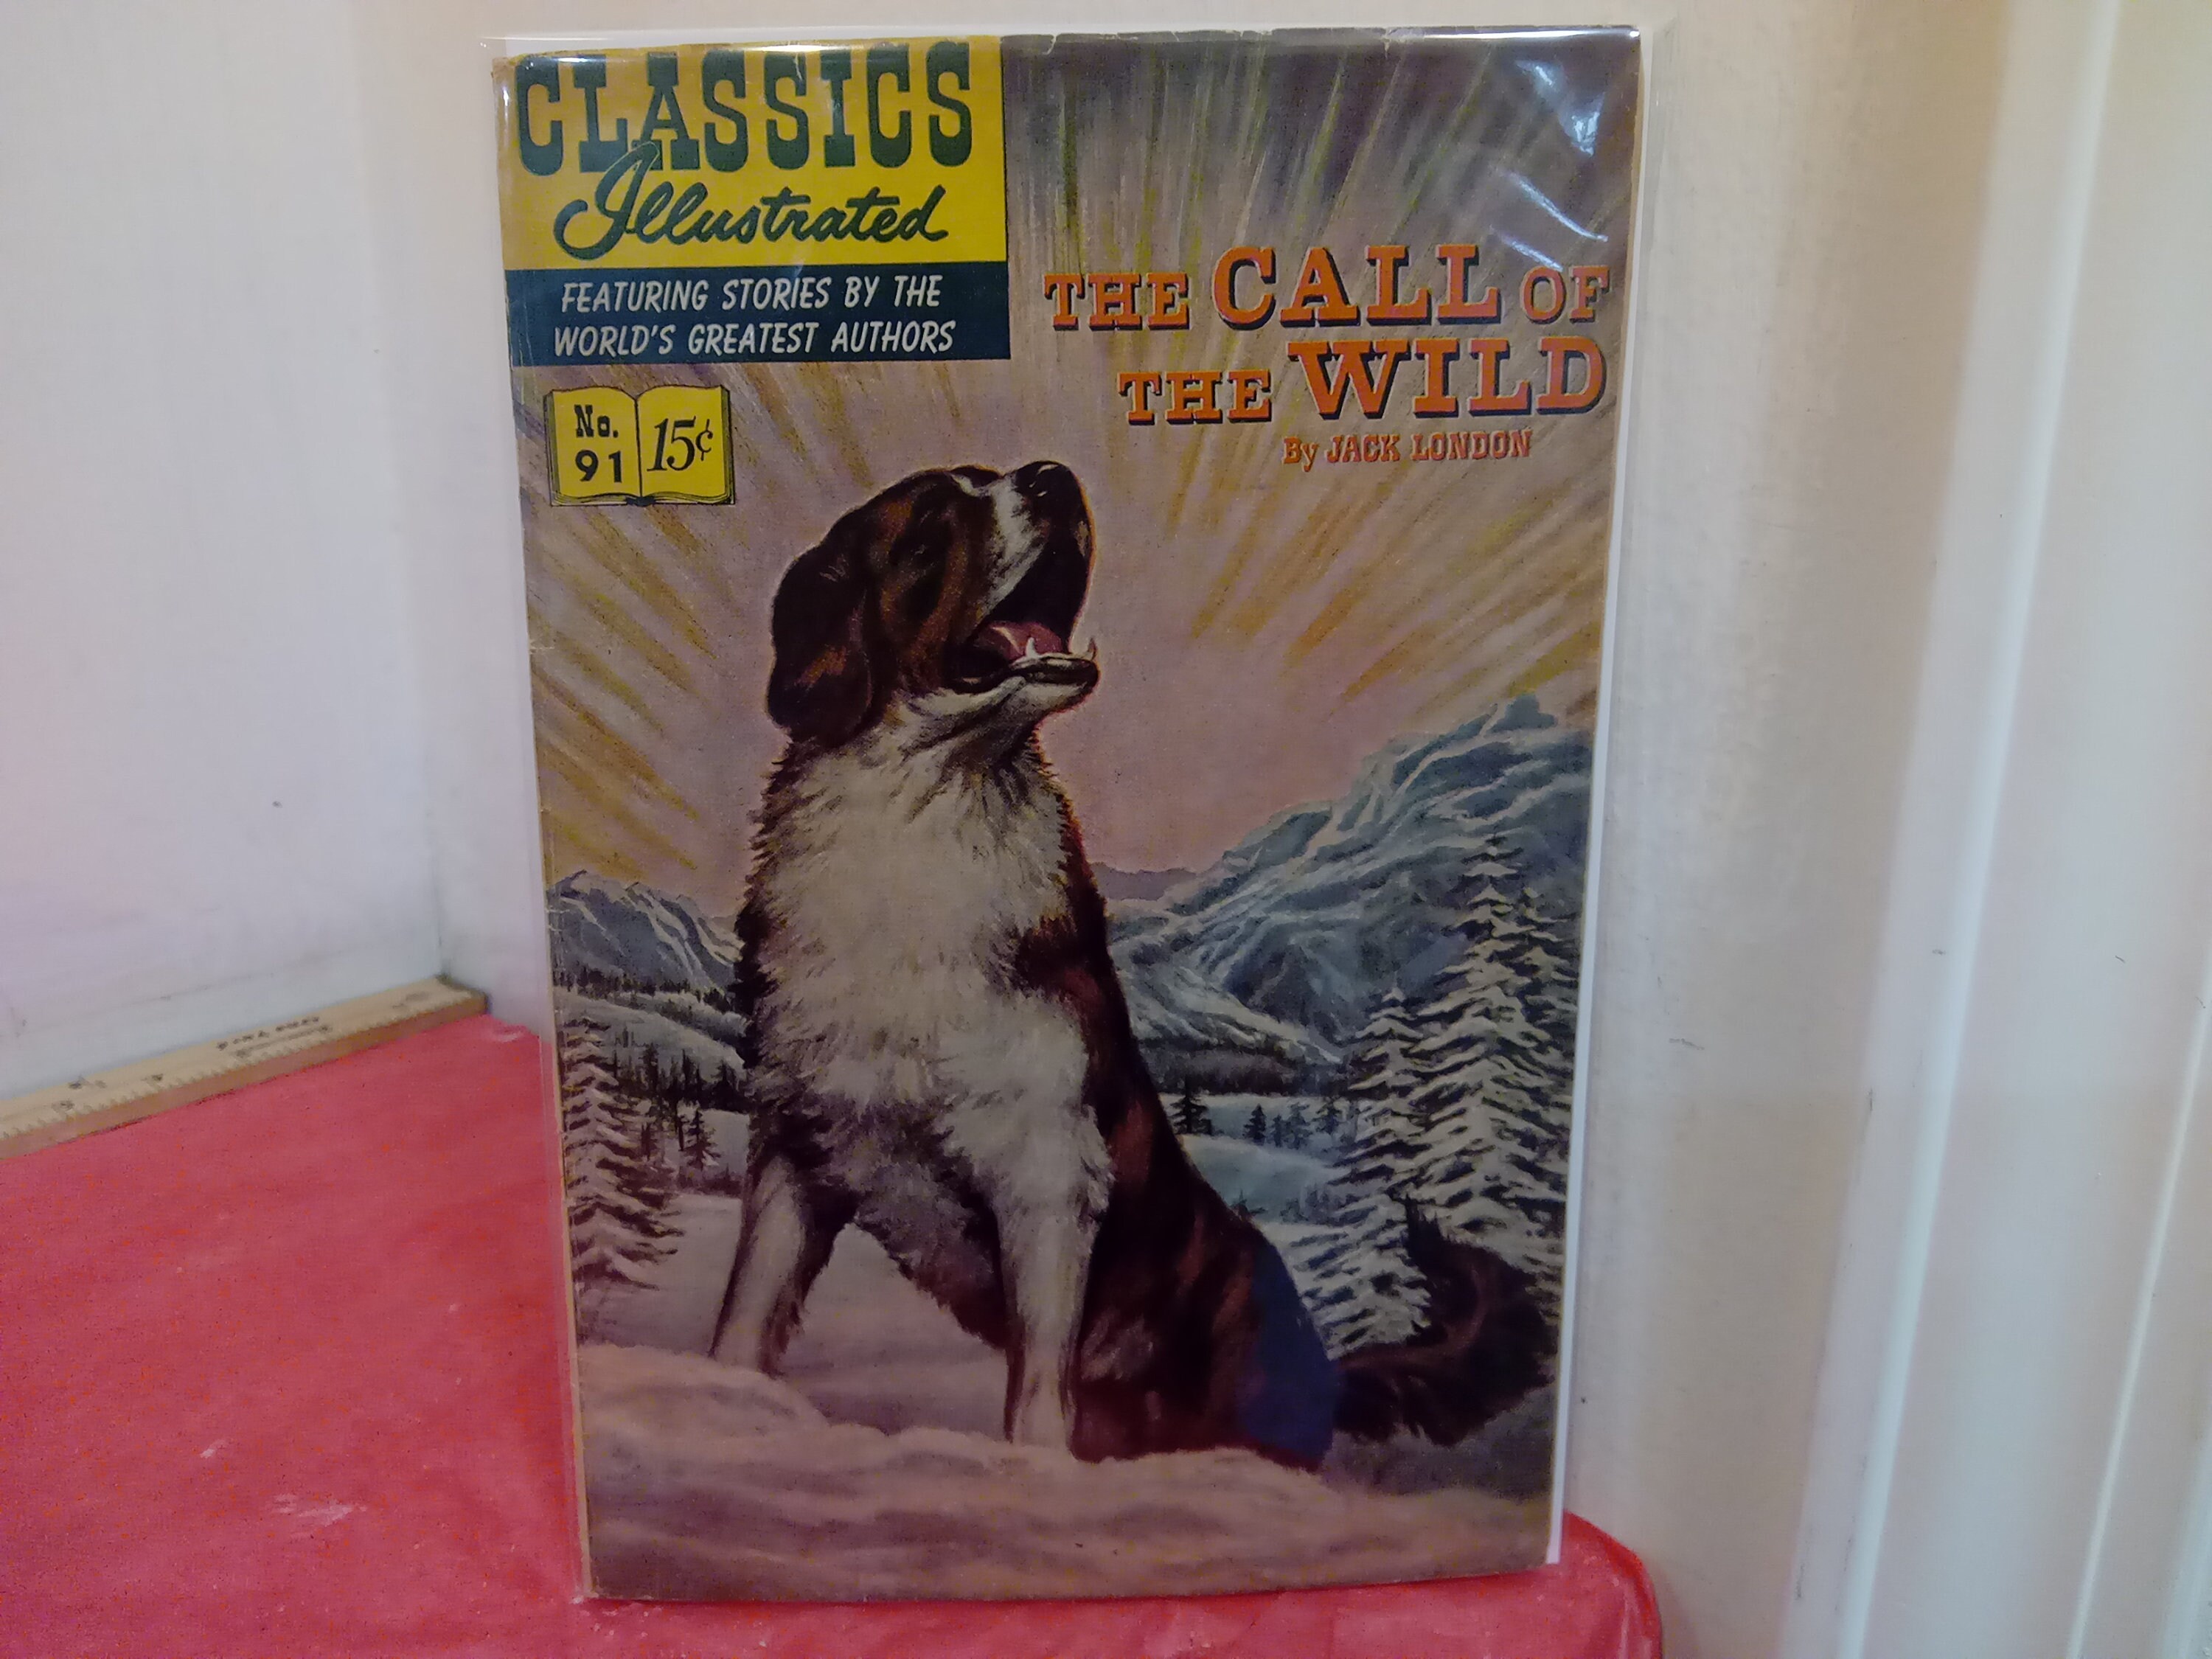 CLASSICS
Illustrated
FEATURING STORIES BY THE
WORLD'S GREATEST AUTHORS
No.
91
15¢
THE CALL OF
THE WILD
By JACK LONDON